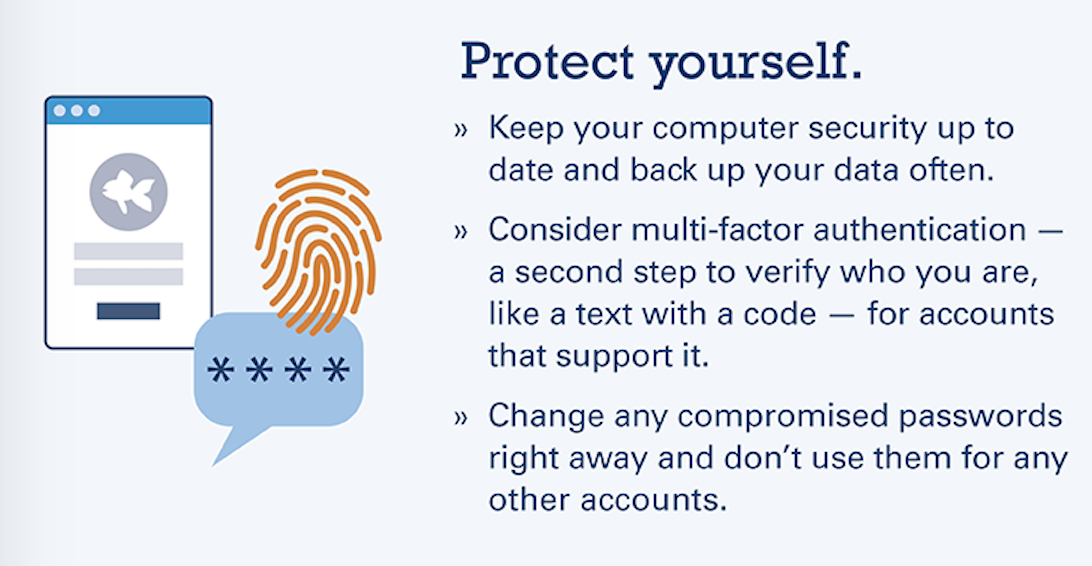 Protect yourself.
» Keep your computer security up to
date and back up your data often.
» Consider multi-factor authentication —
a second step to verify who you are,
like a text with a code — for accounts
that support it.
» Change any compromised passwords
right away and don’t use them for any
other accounts.
* * * *